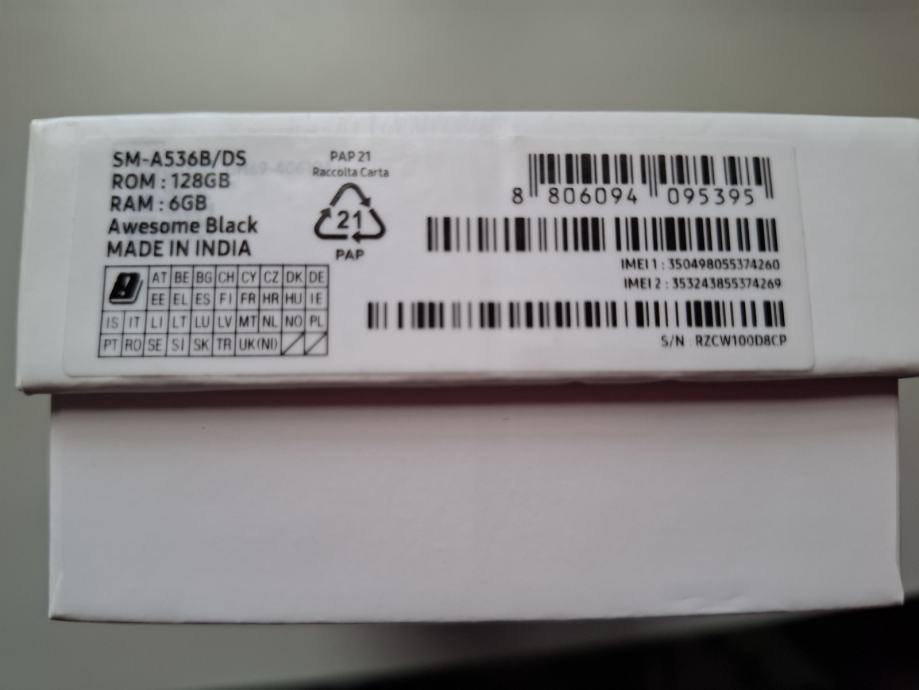 SM-A536B/DS
ROM : 128GB
RAM : 6GB
Awesome Black
MADE IN INDIA
PAP 21
Raccolta Carta
21
PAP
8 806094 095395
IMEI 1 : 350498055374260
IMEI 2 : 353243855374269
S/N : RZCW100D8CP
AT BE BG CH CY CZ DK DE
EE EL ES FI FR HR HU IE
IS IT LI LT LU LV MT NL NO PL
PT RO SE SI SK TR UK(NI)